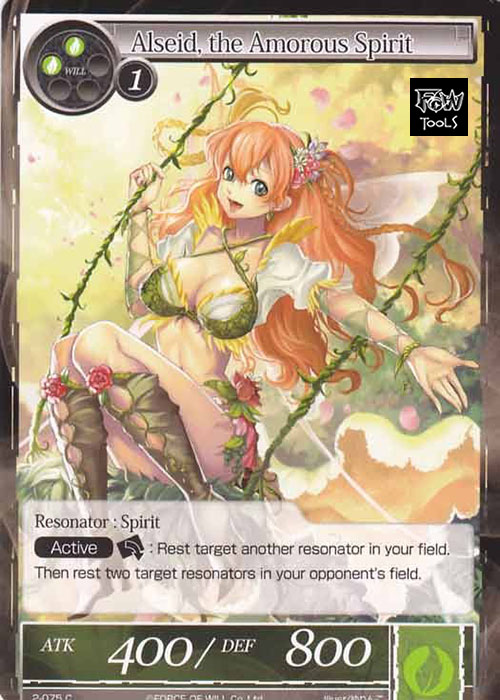 Alseid, the Amorous Spirit
WILL
1
FOW
TOOLS
Resonator : Spirit
Active : Rest target another resonator in your field.
Then rest two target resonators in your opponent's field.
ATK 400 / DEF 800
2-075 C ©FORCE OF WILL Co.,Ltd.